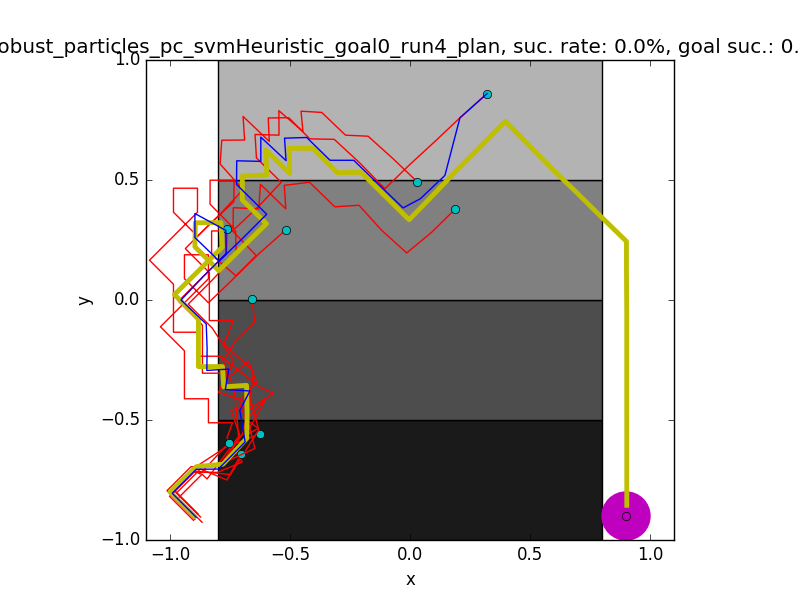 obust_particles_pc_svmHeuristic_goal0_run4_plan, suc. rate: 0.0%, goal suc.: 0.
1.0
0.5
0.0
−0.5
−1.0
y
−1.0 −0.5 0.0 0.5 1.0
x